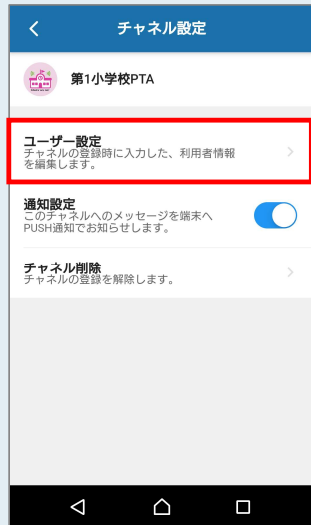 チャネル設定
第1小学校PTA
ユーザー設定
チャネルの登録時に入力した、利用者情報
を編集します。
通知設定
このチャネルへのメッセージを端末へ
PUSH通知でお知らせします。
チャネル削除
チャネルの登録を解除します。